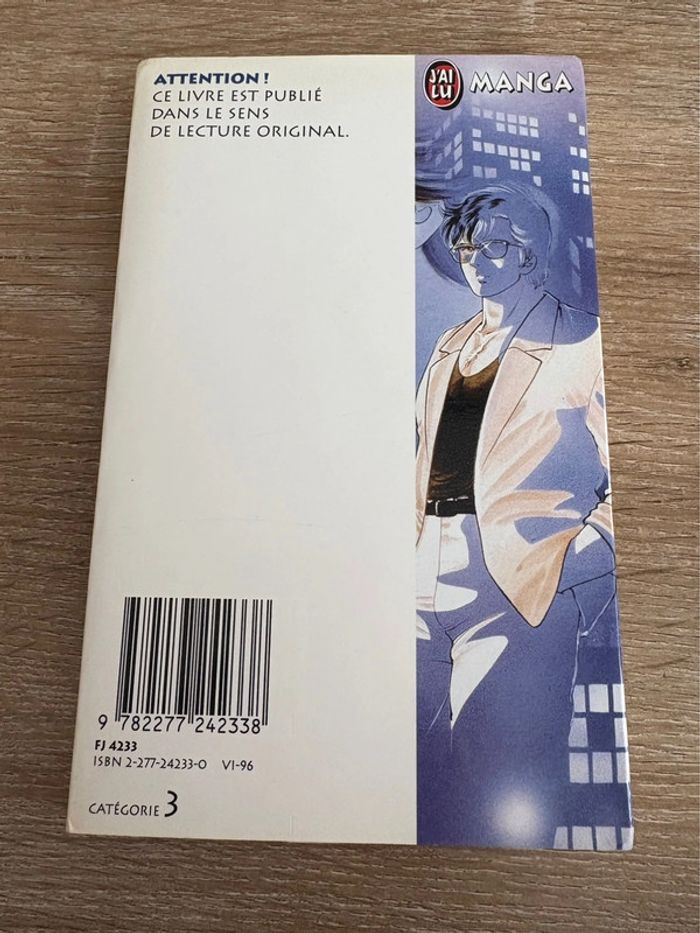 ATTENTION !
CE LIVRE EST PUBLIÉ
DANS LE SENS
DE LECTURE ORIGINAL.
J'AI
LU
MANGA
9 782277 242338
FJ 4233
ISBN 2-277-24233-0 VI-96
CATÉGORIE 3